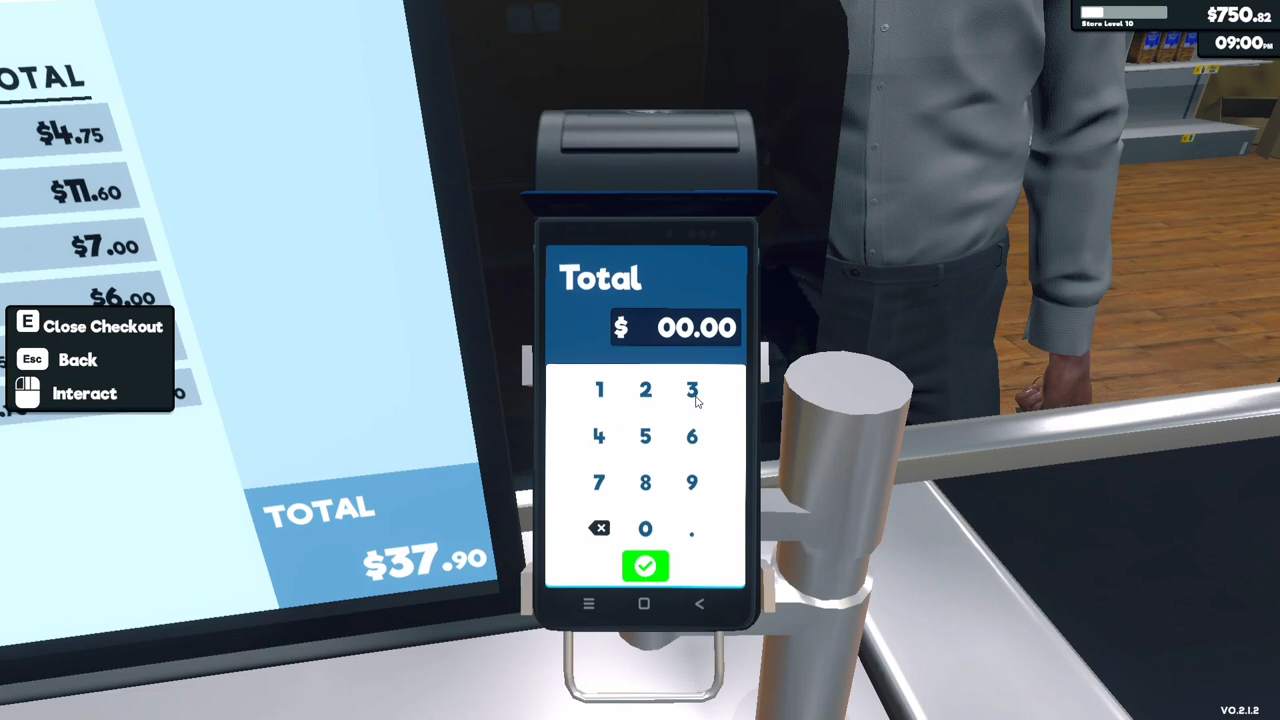 OTAL
$4.75
$11.60
$7.00
$6.00
E Close Checkout
Esc Back
Interact
TOTAL
$37.90
Total
$ 00.00
1 2 3
4 5 6
7 8 9
0 .
Store Level 10
$750.82
09:00PM
V0.2.1.2